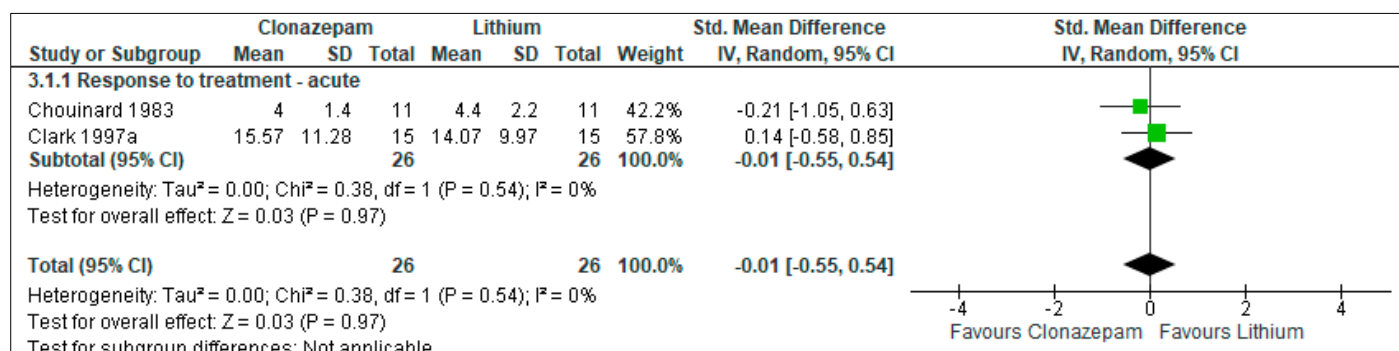 Clonazepam Lithium Std. Mean Difference Std. Mean Difference
Study or Subgroup Mean SD Total Mean SD Total Weight IV, Random, 95% CI IV, Random, 95% CI
3.1.1 Response to treatment - acute
Chouinard 1983 4 1.4 11 4.4 2.2 11 42.2% -0.21 [-1.05, 0.63]
Clark 1997a 15.57 11.28 15 14.07 9.97 15 57.8% 0.14 [-0.58, 0.85]
Subtotal (95% CI) 26 26 100.0% -0.01 [-0.55, 0.54]
Heterogeneity: Tau² = 0.00; Chi² = 0.38, df = 1 (P = 0.54); I² = 0%
Test for overall effect: Z = 0.03 (P = 0.97)
Total (95% CI) 26 26 100.0% -0.01 [-0.55, 0.54]
Heterogeneity: Tau² = 0.00; Chi² = 0.38, df = 1 (P = 0.54); I² = 0%
Test for overall effect: Z = 0.03 (P = 0.97)
Test for subgroup differences: Not applicable
-4 -2 0 2 4
Favours Clonazepam Favours Lithium